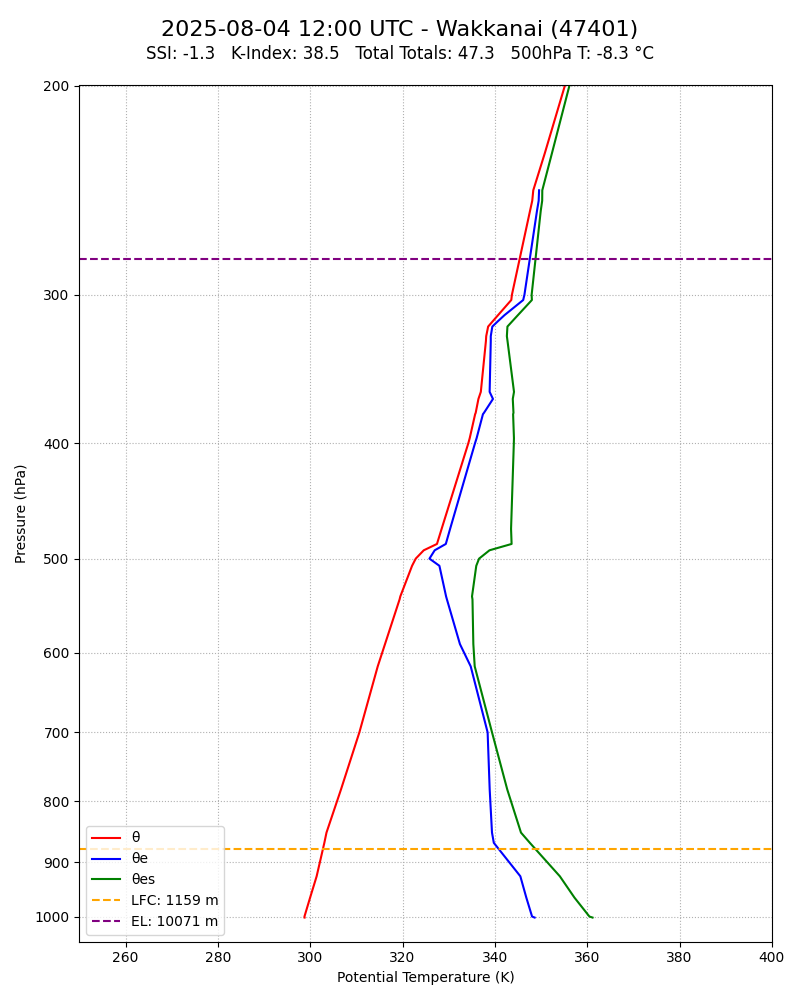 2025-08-04 12:00 UTC - Wakkanai (47401)
SSI: -1.3 K-Index: 38.5 Total Totals: 47.3 500hPa T: -8.3 °C
200
300
400
500
600
700
800
900
1000
Pressure (hPa)
θ
θe
θes
LFC: 1159 m
EL: 10071 m
260 280 300 320 340 360 380 400
Potential Temperature (K)